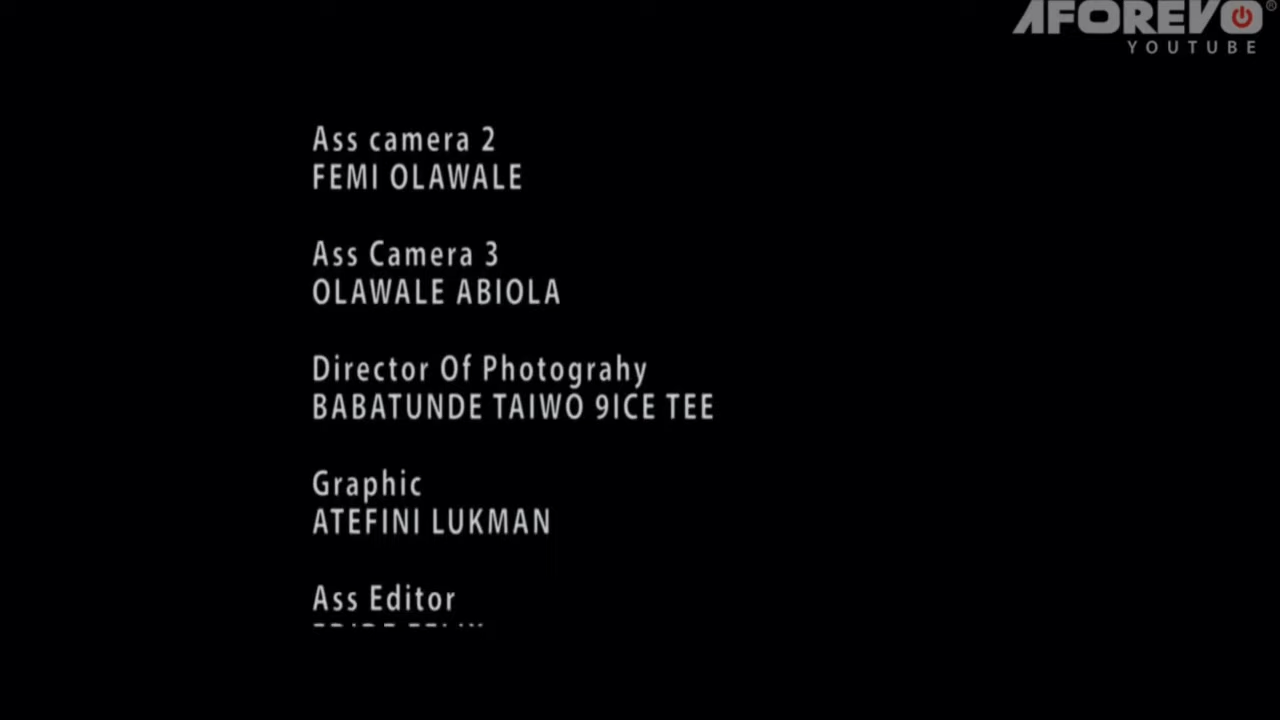 AFOREVO®
YOUTUBE
Ass camera 2
FEMI OLAWALE
Ass Camera 3
OLAWALE ABIOLA
Director Of Photograhy
BABATUNDE TAIWO 9ICE TEE
Graphic
ATEFINI LUKMAN
Ass Editor